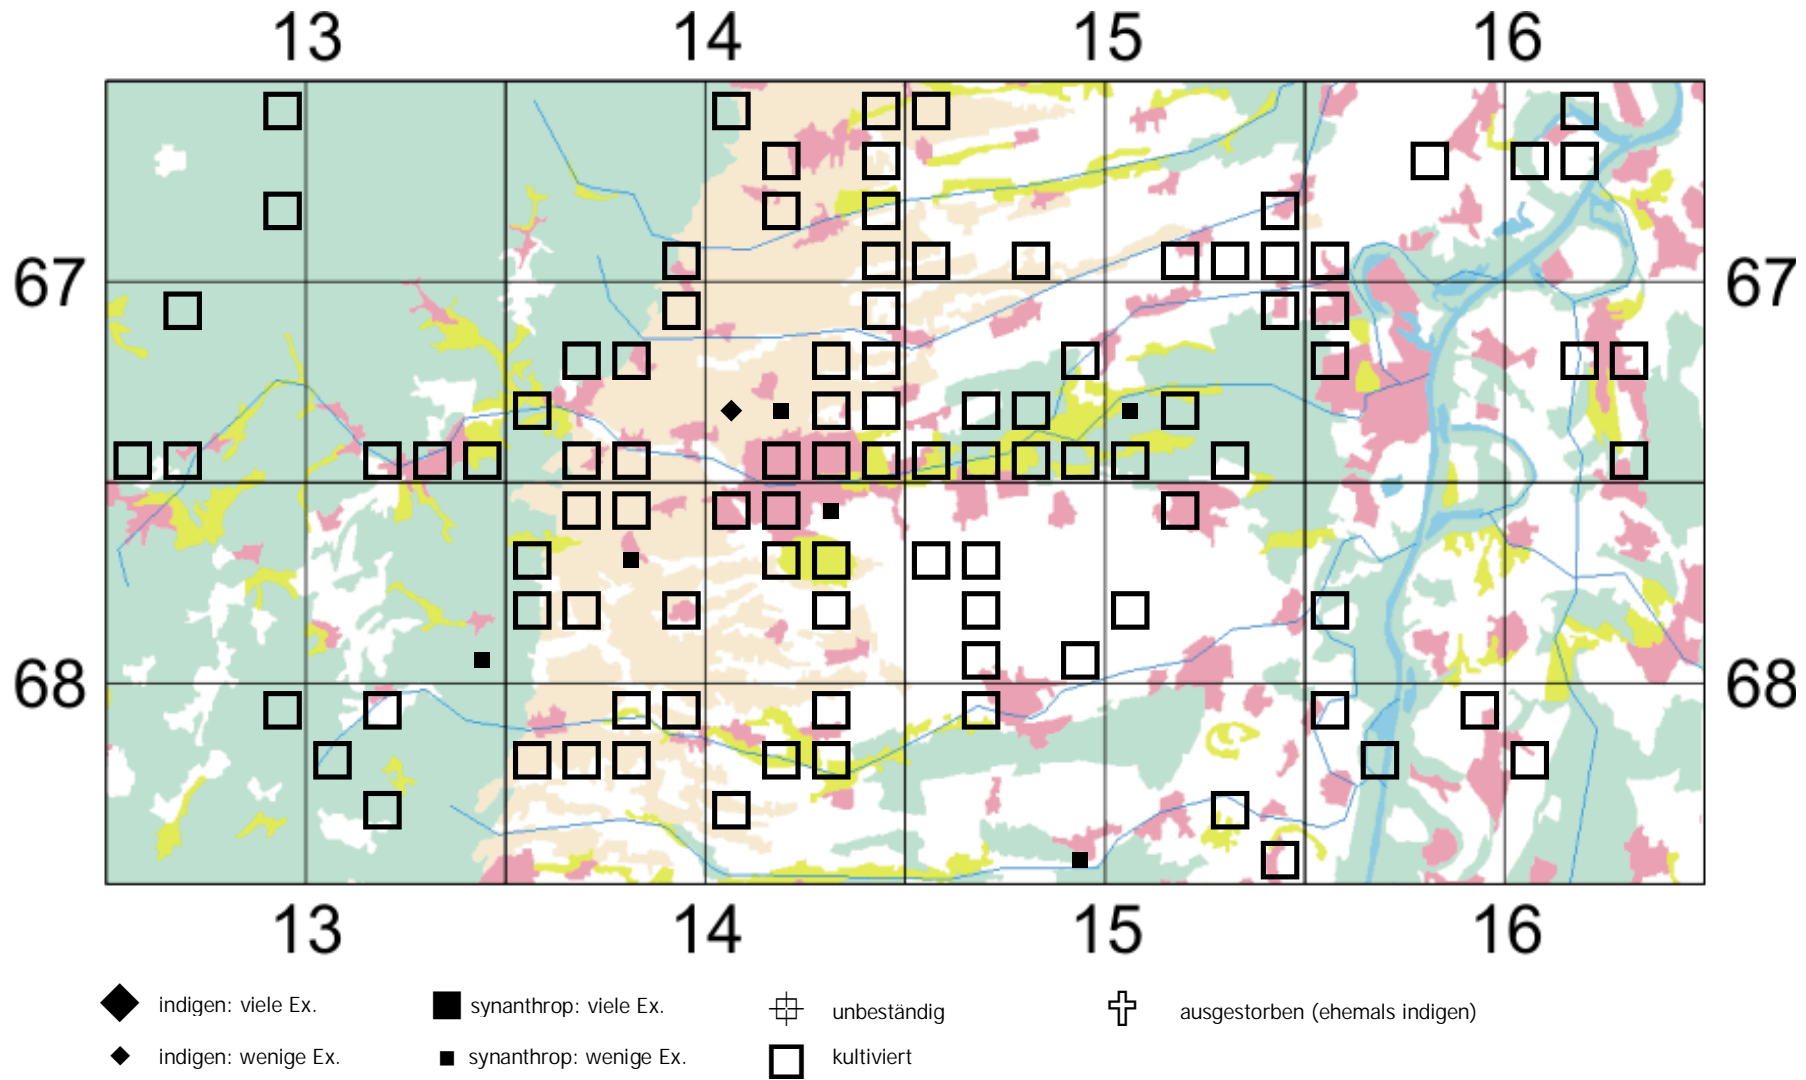 13 14 15 16
67 67
68 68
13 14 15 16
indigen: viele Ex. synanthrop: viele Ex. unbeständig ausgestorben (ehemals indigen)
indigen: wenige Ex. synanthrop: wenige Ex. kultiviert